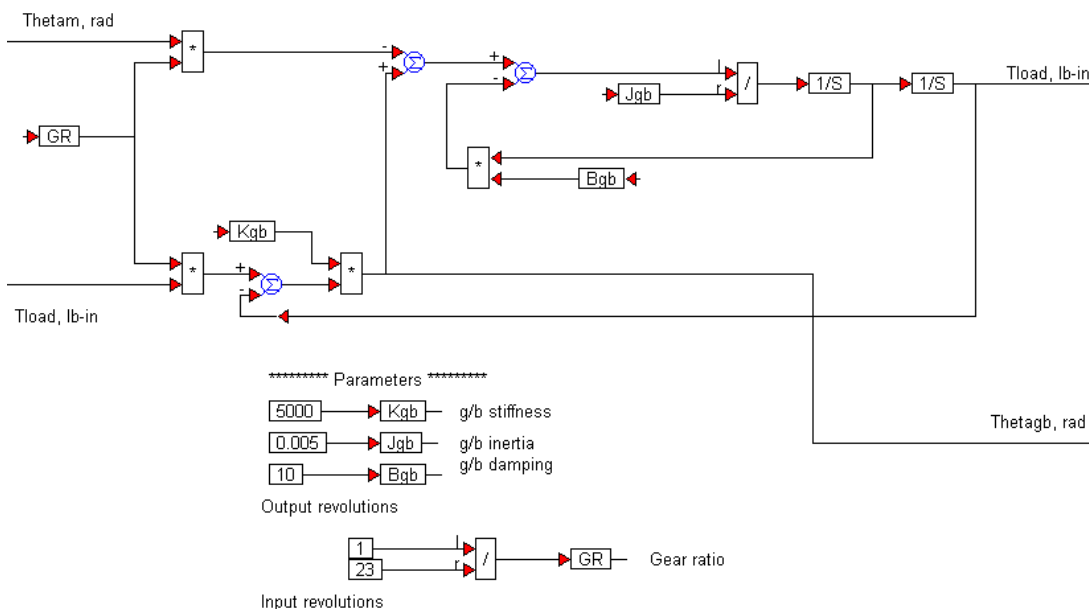 Thetam, rad
*
-
+
Σ
+
-
Σ
l
r
/
1/S
1/S
Tload, lb-in
Jgb
GR
*
Bgb
Kgb
*
+
-
Σ
*
Tload, lb-in
********* Parameters *********
5000 Kgb g/b stiffness
0.005 Jgb g/b inertia
10 Bgb g/b damping
Thetagb, rad
Output revolutions
1 l
23 r / GR Gear ratio
Input revolutions